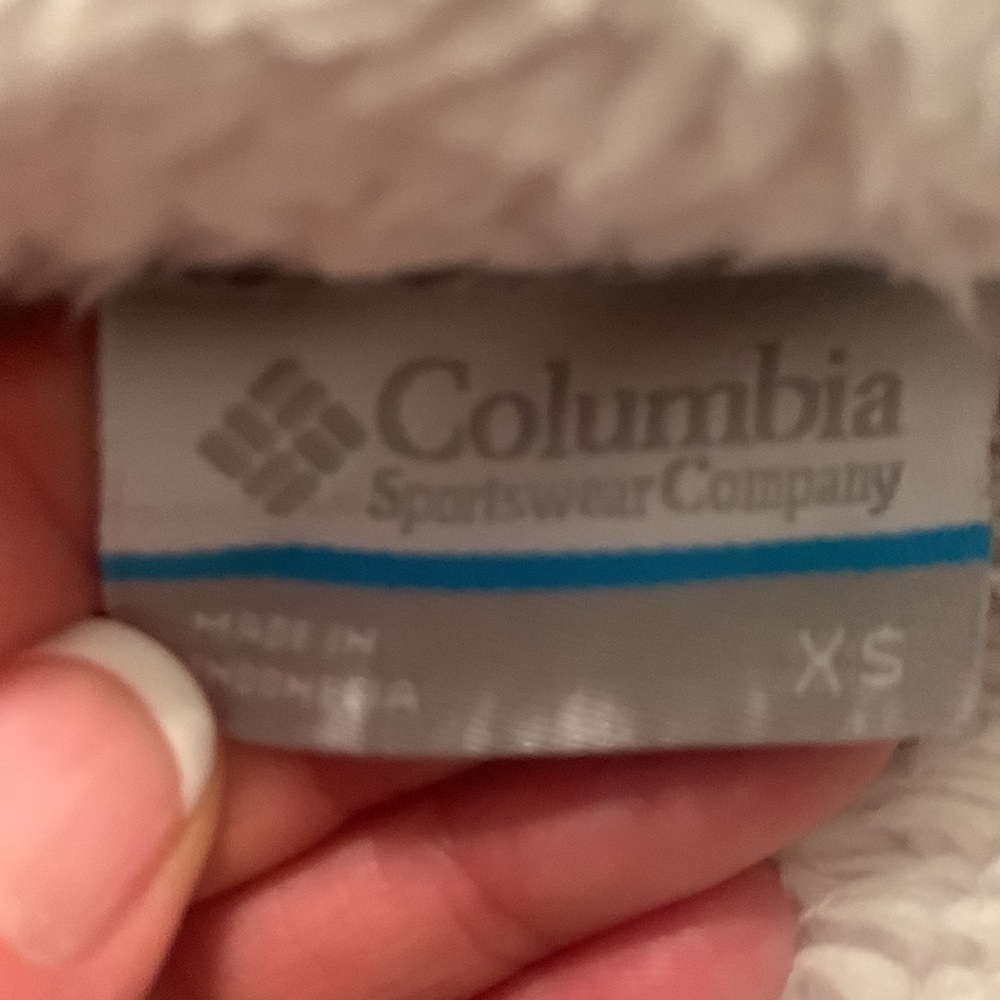 Columbia
Sportswear Company
MADE IN
INDONESIA
XS